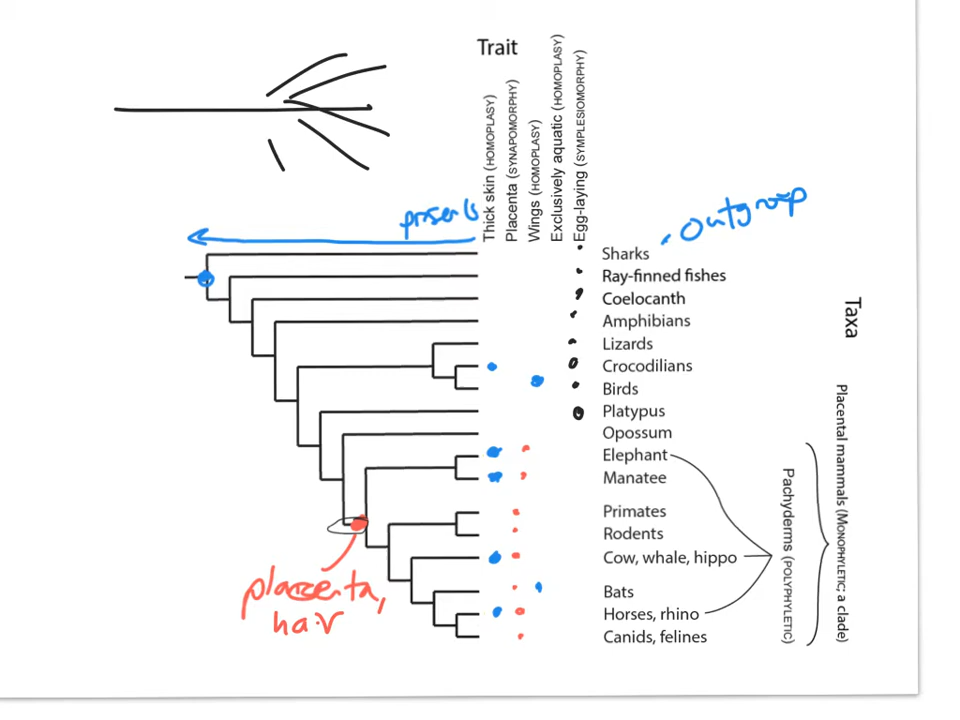 Trait
Thick skin (HOMOPLASY)
Placenta (SYNAPOMORPHY)
Wings (HOMOPLASY)
Exclusively aquatic (HOMOPLASY)
Egg-laying (SYMPLESIOMORPHY)
outgroup
Sharks
Ray-finned fishes
Coelocanth
Amphibians
Lizards
Crocodilians
Birds
Platypus
Opossum
Elephant
Manatee
Primates
Rodents
Cow, whale, hippo
Bats
Horses, rhino
Canids, felines
Taxa
Placental mammals (MONOPHYLETIC; a clade)
Pachyderms (POLYPHYLETIC)
placenta,
hair